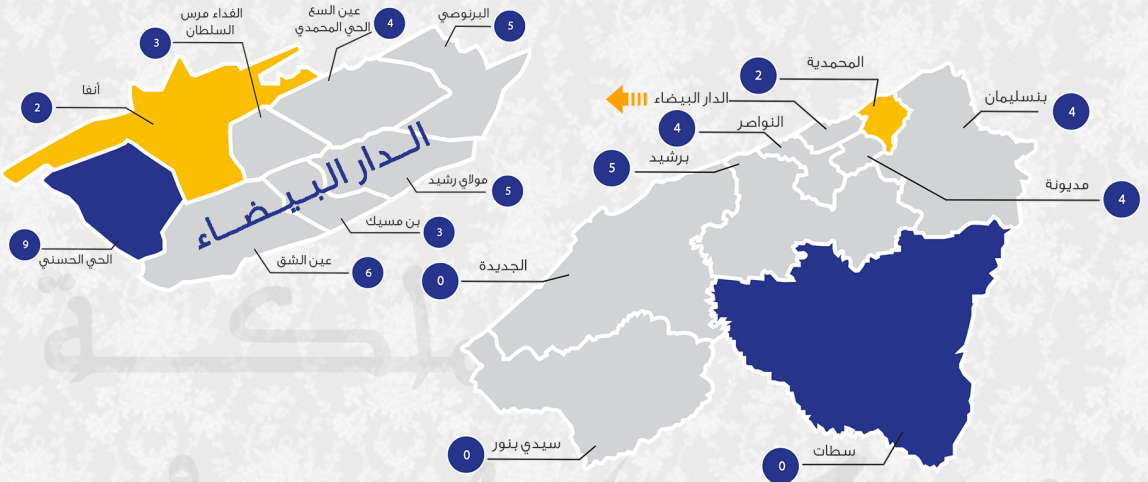 البرنوصي
5
عين السبع
الحي المحمدي
4
الفداء مرس
السلطان
3
أنفا
2
الدار البيضاء
مولاي رشيد
5
بن مسيك
3
عين الشق
6
الحي الحسني
9
المحمدية
2
الدار البيضاء
النواصر
4
برشيد
5
بنسليمان
4
مديونة
4
الجديدة
0
سيدي بنور
0
سطات
0